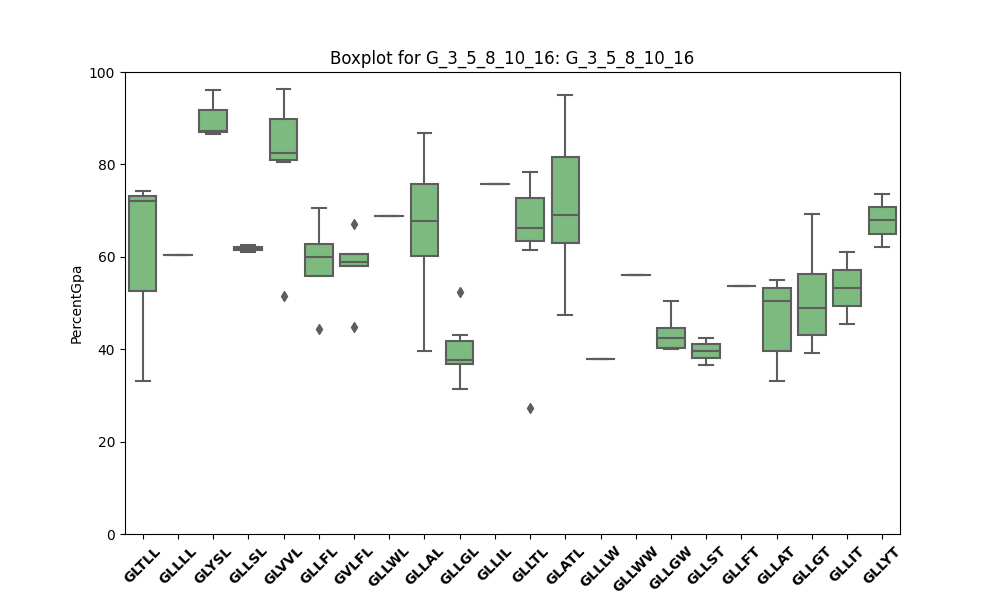 Boxplot for G_3_5_8_10_16: G_3_5_8_10_16
PercentGpa
100
80
60
40
20
0
GLTLL
GLLLL
GLYSL
GLLSL
GLVVL
GLLFL
GVLFL
GLLWL
GLLAL
GLLGL
GLLIL
GLLTL
GLATL
GLLLW
GLLWW
GLLGW
GLLST
GLLFT
GLLAT
GLLGT
GLLIT
GLLYT